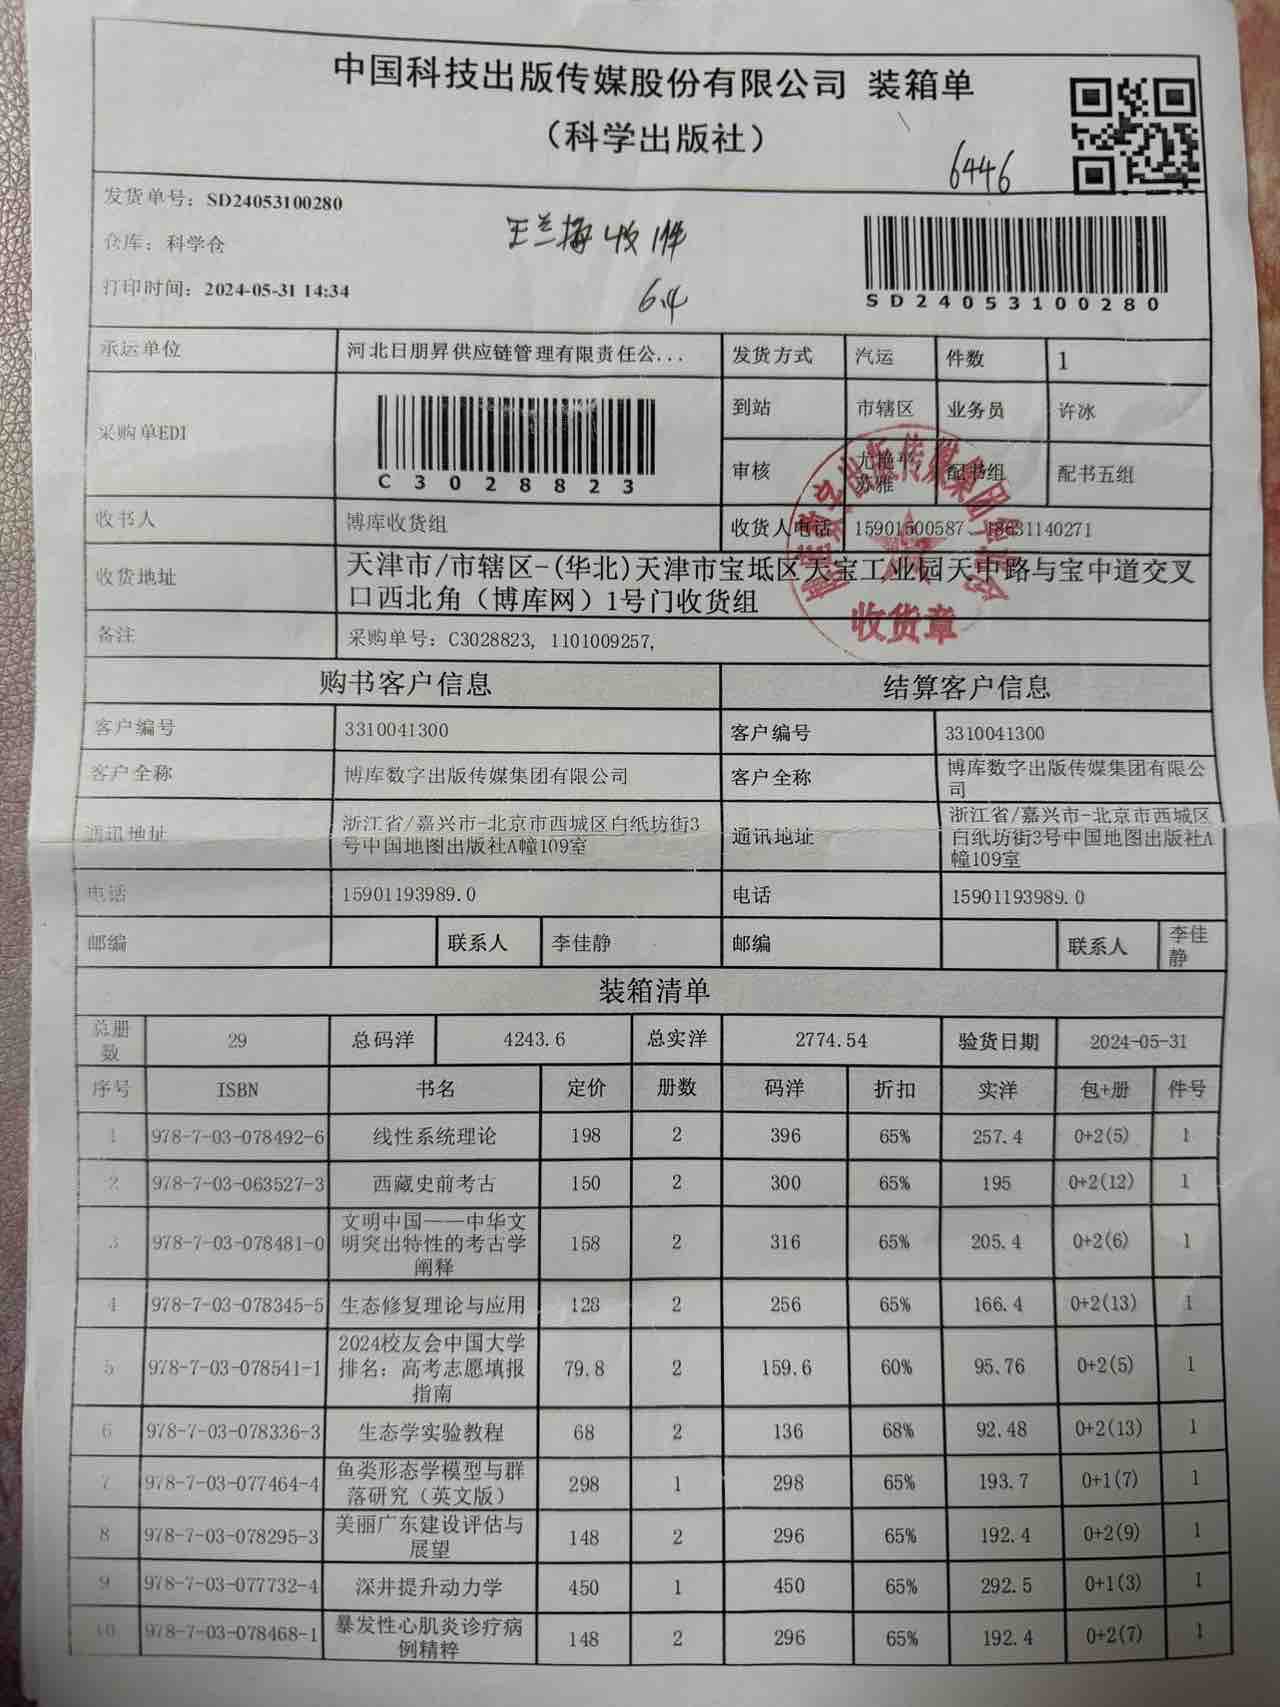 中国科技出版传媒股份有限公司 装箱单
（科学出版社）
6446
发货单号：SD24053100280
仓库：科学仓
王兰梅收1件
打印时间：2024-05-31 14:34
6.4
SD24053100280
承运单位 河北日朋昇供应链管理有限责任公... 发货方式 汽运 件数 1
采购单EDI C3028823 到站 市辖区 业务员 许冰
审核 尤艳 苏雅 配书组 配书五组
收书人 博库收货组 收货人电话 15901500587、18631140271
收货地址 天津市/市辖区-(华北)天津市宝坻区天宝工业园天中路与宝中道交叉
口西北角（博库网）1号门收货组
收货章
备注 采购单号：C3028823, 1101009257,
购书客户信息 结算客户信息
客户编号 3310041300 客户编号 3310041300
客户全称 博库数字出版传媒集团有限公司 客户全称 博库数字出版传媒集团有限公
司
通讯地址 浙江省/嘉兴市-北京市西城区白纸坊街3
号中国地图出版社A幢109室
通讯地址 浙江省/嘉兴市-北京市西城区
白纸坊街3号中国地图出版社A
幢109室
电话 15901193989.0 电话 15901193989.0
邮编 联系人 李佳静 邮编 联系人 李佳
静
装箱清单
总册
数 29 总码洋 4243.6 总实洋 2774.54 验货日期 2024-05-31
序号 ISBN 书名 定价 册数 码洋 折扣 实洋 包+册 件号
1 978-7-03-078492-6 线性系统理论 198 2 396 65% 257.4 0+2(5) 1
2 978-7-03-063527-3 西藏史前考古 150 2 300 65% 195 0+2(12) 1
文明中国——中华文
3 978-7-03-078481-0 明突出特性的考古学 158 2 316 65% 205.4 0+2(6) 1
阐释
4 978-7-03-078345-5 生态修复理论与应用 128 2 256 65% 166.4 0+2(13) 1
2024校友会中国大学
5 978-7-03-078541-1 排名：高考志愿填报 79.8 2 159.6 60% 95.76 0+2(5) 1
指南
6 978-7-03-078336-3 生态学实验教程 68 2 136 68% 92.48 0+2(13) 1
7 978-7-03-077464-4 鱼类形态学模型与群 298 1 298 65% 193.7 0+1(7) 1
落研究（英文版）
8 978-7-03-078295-3 美丽广东建设评估与 148 2 296 65% 192.4 0+2(9) 1
展望
9 978-7-03-077732-4 深井提升动力学 450 1 450 65% 292.5 0+1(3) 1
10 978-7-03-078468-1 暴发性心肌炎诊疗病 148 2 296 65% 192.4 0+2(7) 1
例精粹